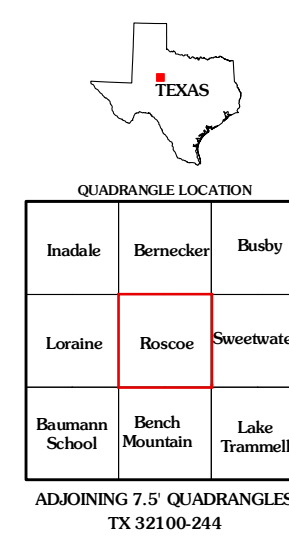 TEXAS
QUADRANGLE LOCATION
Inadale
Bernecker
Busby
Loraine
Roscoe
Sweetwate
Baumann
School
Bench
Mountain
Lake
Trammell
ADJOINING 7.5' QUADRANGLES
TX 32100-244